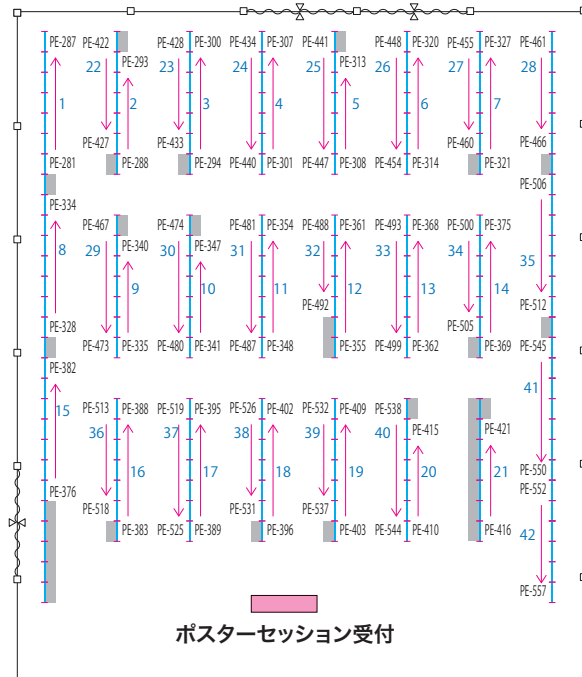 PE-287 PE-422 PE-428 PE-300 PE-434 PE-307 PE-441 PE-448 PE-320 PE-455 PE-327 PE-461
22 PE-293 23 24 25 PE-313 26 27 28
1 2 3 4 5 6 7
PE-427 PE-433 PE-460 PE-466
PE-281 PE-288 PE-294 PE-440 PE-301 PE-447 PE-308 PE-454 PE-314 PE-321
PE-506
PE-334
PE-467 PE-474 PE-481 PE-354 PE-488 PE-361 PE-493 PE-368 PE-500 PE-375
8 29 PE-340 30 PE-347 31 32 33 34 35
9 10 11 12 13 14
PE-492 PE-512
PE-328 PE-505
PE-473 PE-335 PE-480 PE-341 PE-487 PE-348 PE-355 PE-499 PE-362 PE-369 PE-545
PE-382
41
15 PE-513 PE-388 PE-519 PE-395 PE-526 PE-402 PE-532 PE-409 PE-538
36 37 38 39 40 PE-415 PE-421
16 17 18 19 20 21 PE-550
PE-376 PE-552
PE-518 PE-531 PE-537
PE-383 PE-525 PE-389 PE-396 PE-403 PE-544 PE-410 PE-416 42
PE-557
ポスターセッション受付